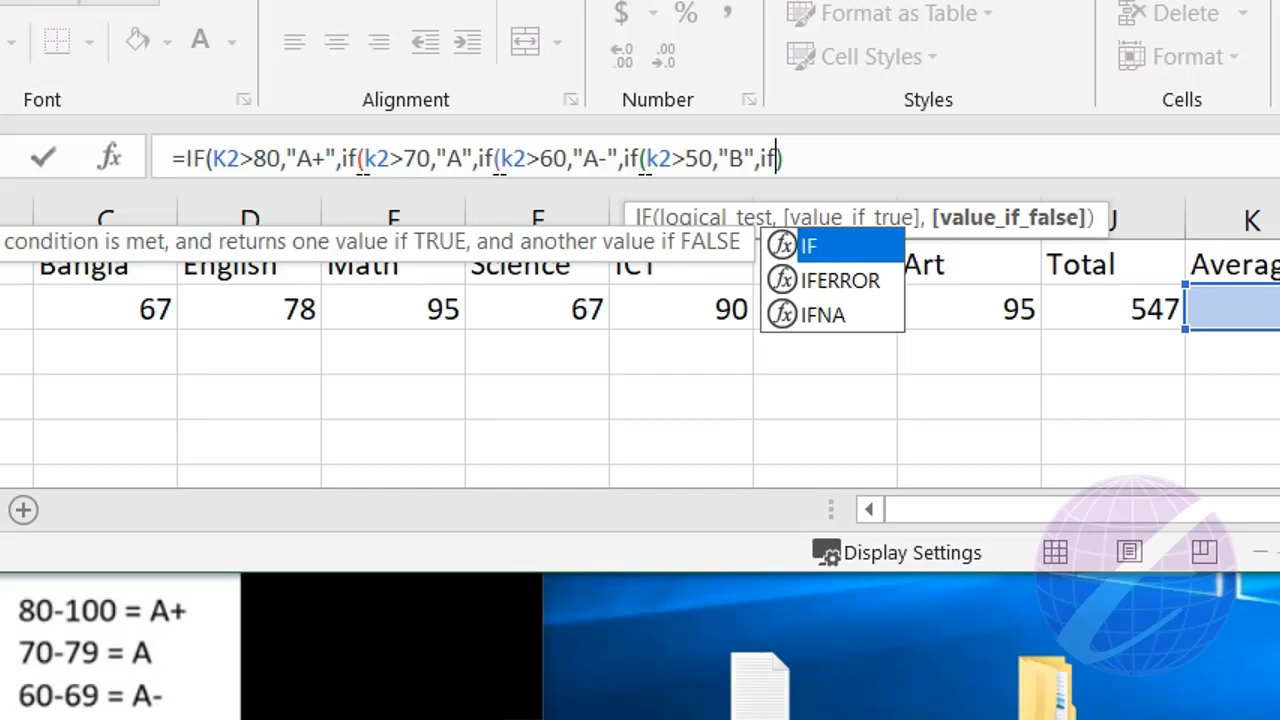 $ % , Format as Table Delete
Cell Styles Format
Font Alignment Number Styles Cells
fx =IF(K2>80,"A+",if(k2>70,"A",if(k2>60,"A-",if(k2>50,"B",if)
C D E F J K
IF(logical_test, [value_if_true], [value_if_false])
condition is met, and returns one value if TRUE, and another value if FALSE
IF
IFERROR
IFNA
Bangla English Math Science ICT Art Total Averag
67 78 95 67 90 95 547
Display Settings
80-100 = A+
70-79 = A
60-69 = A-